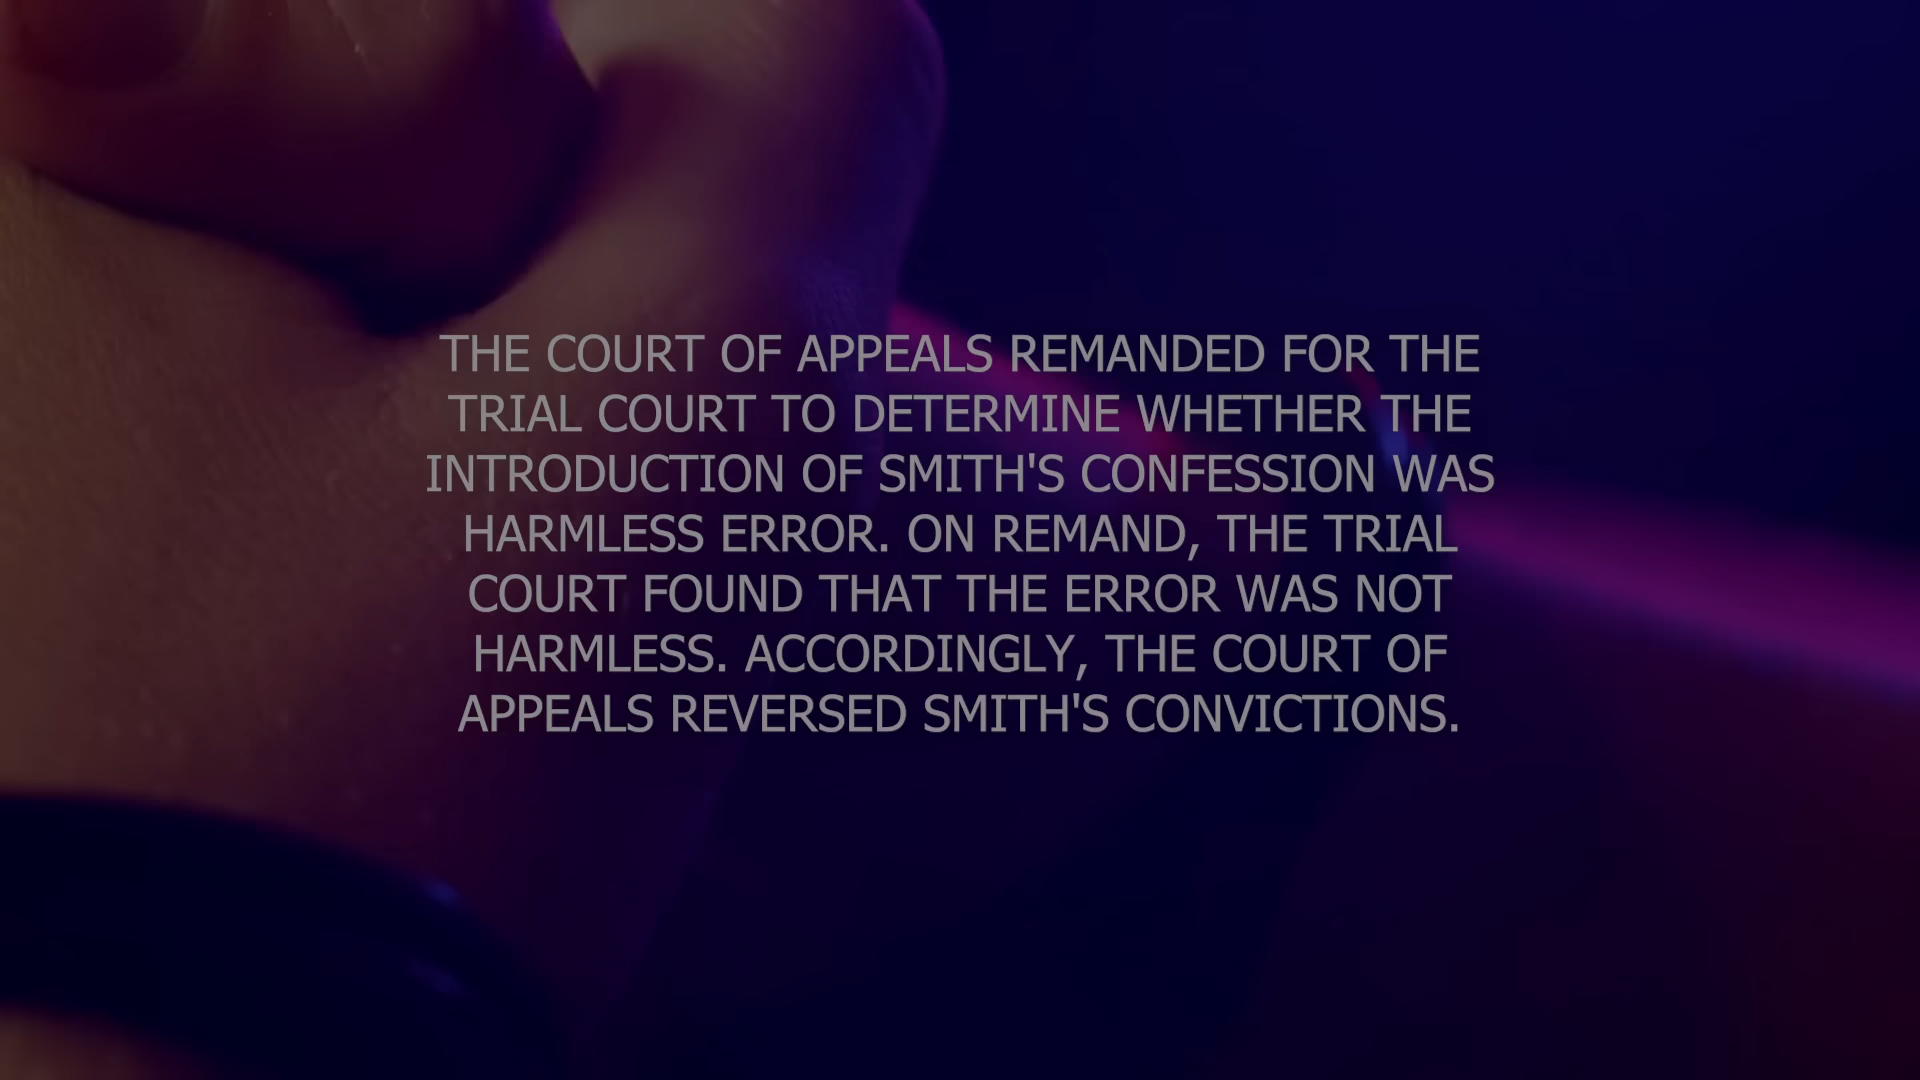 THE COURT OF APPEALS REMANDED FOR THE
TRIAL COURT TO DETERMINE WHETHER THE
INTRODUCTION OF SMITH'S CONFESSION WAS
HARMLESS ERROR. ON REMAND, THE TRIAL
COURT FOUND THAT THE ERROR WAS NOT
HARMLESS. ACCORDINGLY, THE COURT OF
APPEALS REVERSED SMITH'S CONVICTIONS.